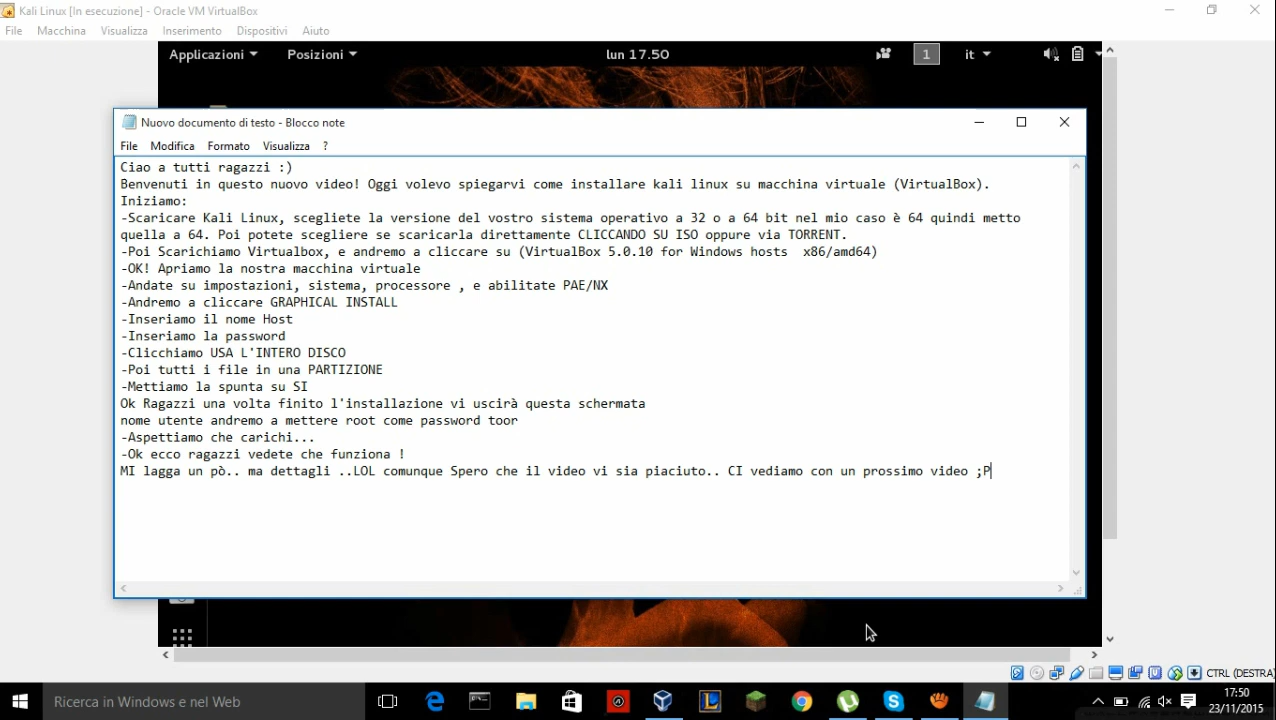 Kali Linux [In esecuzione] - Oracle VM VirtualBox
File Macchina Visualizza Inserimento Dispositivi Aiuto
Applicazioni Posizioni lun 17.50 1 it
Nuovo documento di testo - Blocco note
File Modifica Formato Visualizza ?
Ciao a tutti ragazzi :)
Benvenuti in questo nuovo video! Oggi volevo spiegarvi come installare kali linux su macchina virtuale (VirtualBox).
Iniziamo:
-Scaricare Kali Linux, scegliete la versione del vostro sistema operativo a 32 o a 64 bit nel mio caso è 64 quindi metto
quella a 64. Poi potete scegliere se scaricarla direttamente CLICCANDO SU ISO oppure via TORRENT.
-Poi Scarichiamo Virtualbox, e andremo a cliccare su (VirtualBox 5.0.10 for Windows hosts  x86/amd64)
-OK! Apriamo la nostra macchina virtuale
-Andate su impostazioni, sistema, processore , e abilitate PAE/NX
-Andremo a cliccare GRAPHICAL INSTALL
-Inseriamo il nome Host
-Inseriamo la password
-Clicchiamo USA L'INTERO DISCO
-Poi tutti i file in una PARTIZIONE
-Mettiamo la spunta su SI
Ok Ragazzi una volta finito l'installazione vi uscirà questa schermata
nome utente andremo a mettere root come password toor
-Aspettiamo che carichi...
-Ok ecco ragazzi vedete che funziona !
MI lagga un pò.. ma dettagli ..LOL comunque Spero che il video vi sia piaciuto.. CI vediamo con un prossimo video ;P
CTRL (DESTRA)
Ricerca in Windows e nel Web
17:50
23/11/2015